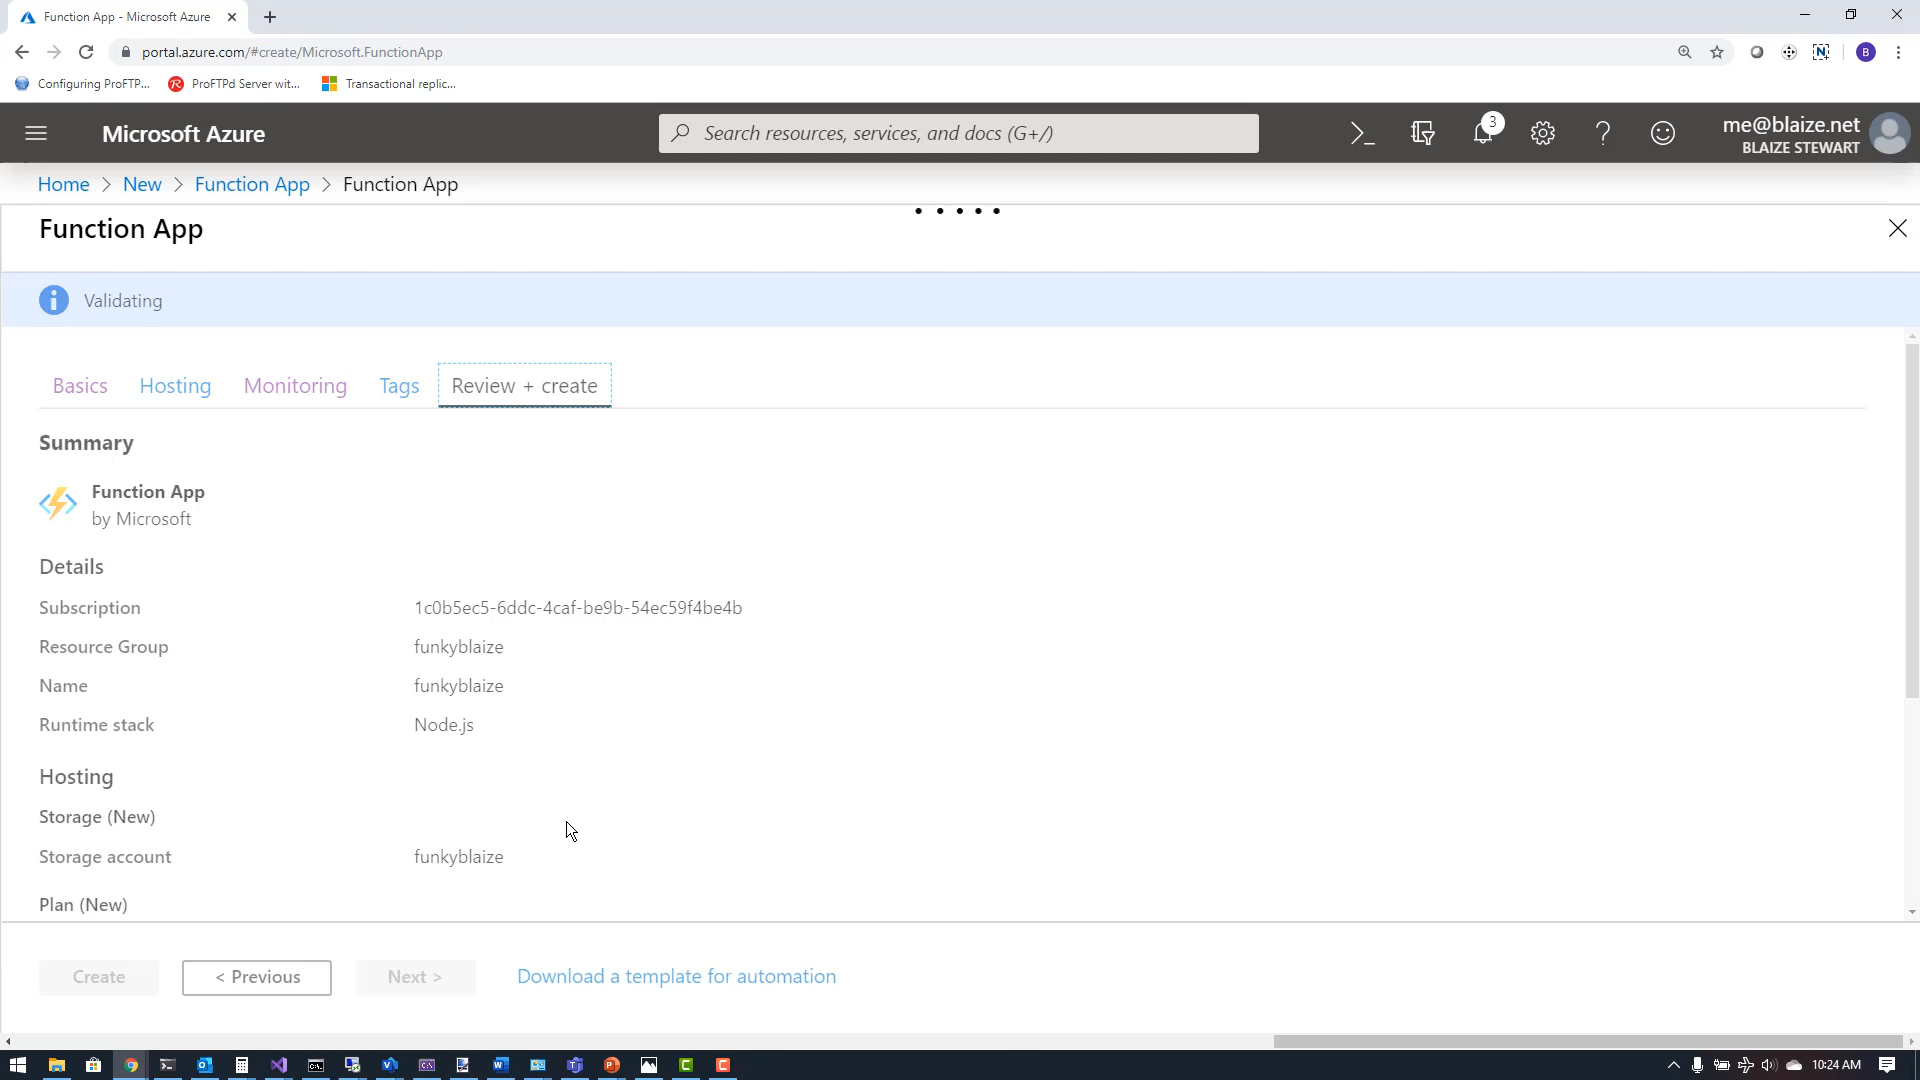 Function App - Microsoft Azure
portal.azure.com/#create/Microsoft.FunctionApp
N
B
Configuring ProFTP...
ProFTPd Server wit...
Transactional replic...
Microsoft Azure
Search resources, services, and docs (G+/)
3
me@blaize.net
BLAIZE STEWART
Home > New > Function App > Function App
Function App
Validating
Basics
Hosting
Monitoring
Tags
Review + create
Summary
Function App
by Microsoft
Details
Subscription 1c0b5ec5-6ddc-4caf-be9b-54ec59f4be4b
Resource Group funkyblaize
Name funkyblaize
Runtime stack Node.js
Hosting
Storage (New)
Storage account funkyblaize
Plan (New)
Create
< Previous
Next >
Download a template for automation
10:24 AM